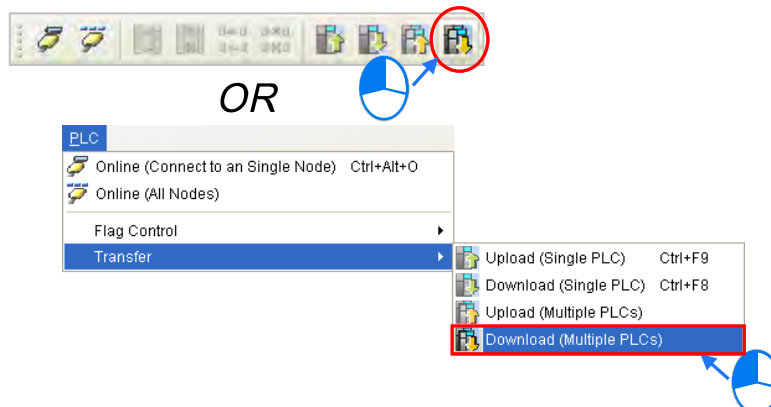 OR
PLC
Online (Connect to an Single Node) Ctrl+Alt+O
Online (All Nodes)
Flag Control
Transfer
Upload (Single PLC) Ctrl+F9
Download (Single PLC) Ctrl+F8
Upload (Multiple PLCs)
Download (Multiple PLCs)